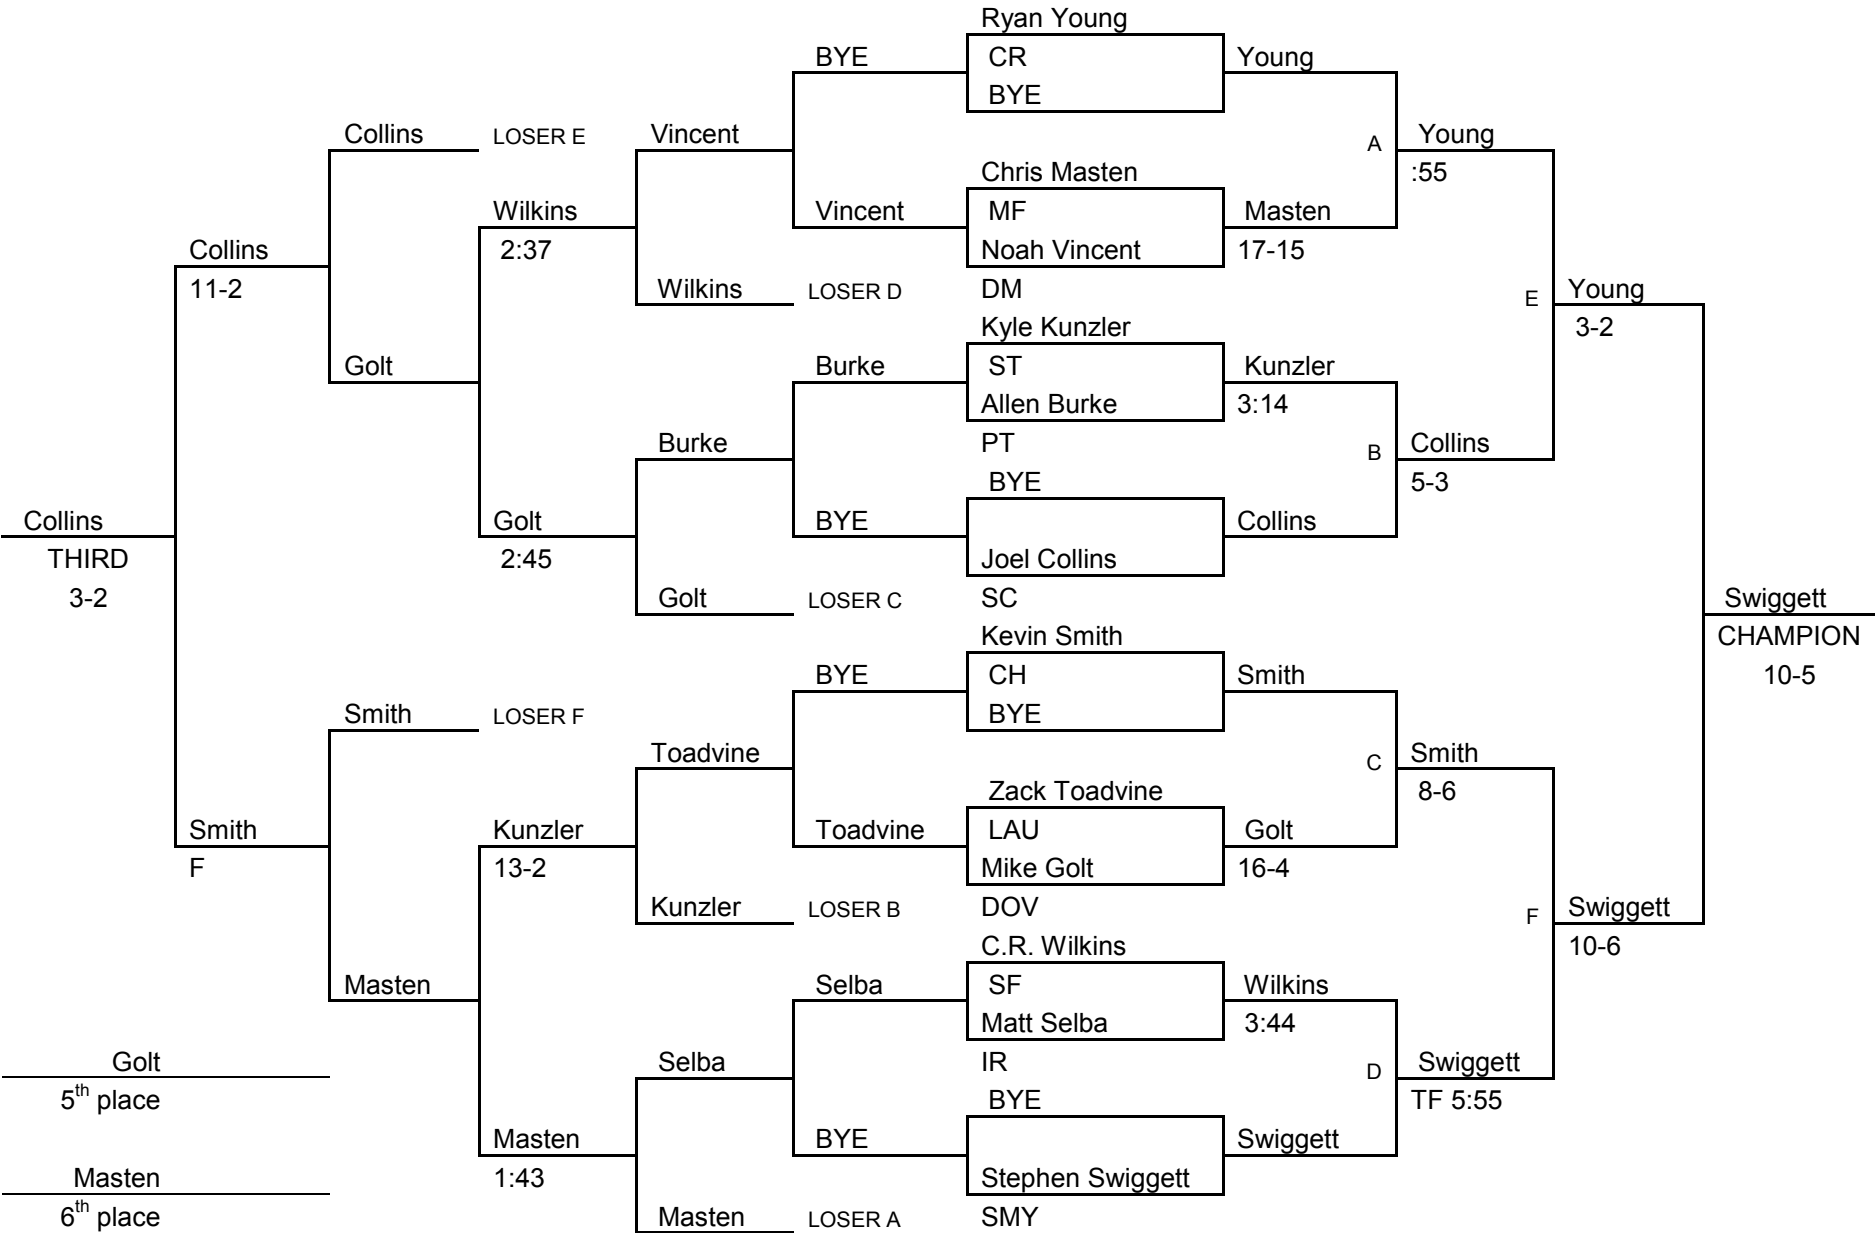 Ryan Young
BYE
CR
Young
BYE
Collins
LOSER E
Vincent
A
Young
Chris Masten
:55
Wilkins
Vincent
MF
Masten
Collins
2:37
Noah Vincent
17-15
11-2
Wilkins
LOSER D
DM
E
Young
Kyle Kunzler
3-2
Golt
Burke
ST
Kunzler
Allen Burke
3:14
Burke
PT
B
Collins
BYE
5-3
Collins
Golt
BYE
Collins
THIRD
2:45
Joel Collins
3-2
Golt
LOSER C
SC
Swiggett
Kevin Smith
CHAMPION
BYE
CH
Smith
10-5
Smith
LOSER F
BYE
Toadvine
C
Smith
Zack Toadvine
8-6
Smith
Kunzler
Toadvine
LAU
Golt
F
13-2
Mike Golt
16-4
Kunzler
LOSER B
DOV
F
Swiggett
C.R. Wilkins
10-6
Masten
Selba
SF
Wilkins
Matt Selba
3:44
Golt
Selba
IR
D
Swiggett
5th place
BYE
TF 5:55
Masten
BYE
Swiggett
Masten
1:43
Stephen Swiggett
6th place
Masten
LOSER A
SMY